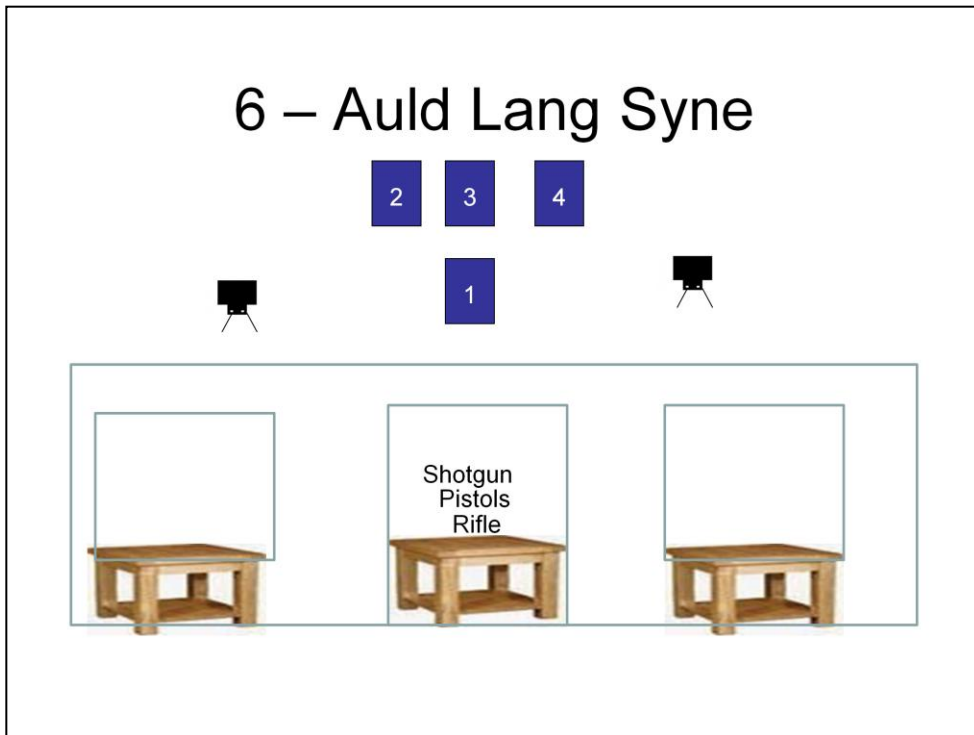 6 – Auld Lang Syne
2 3 4
1
Shotgun
Pistols
Rifle